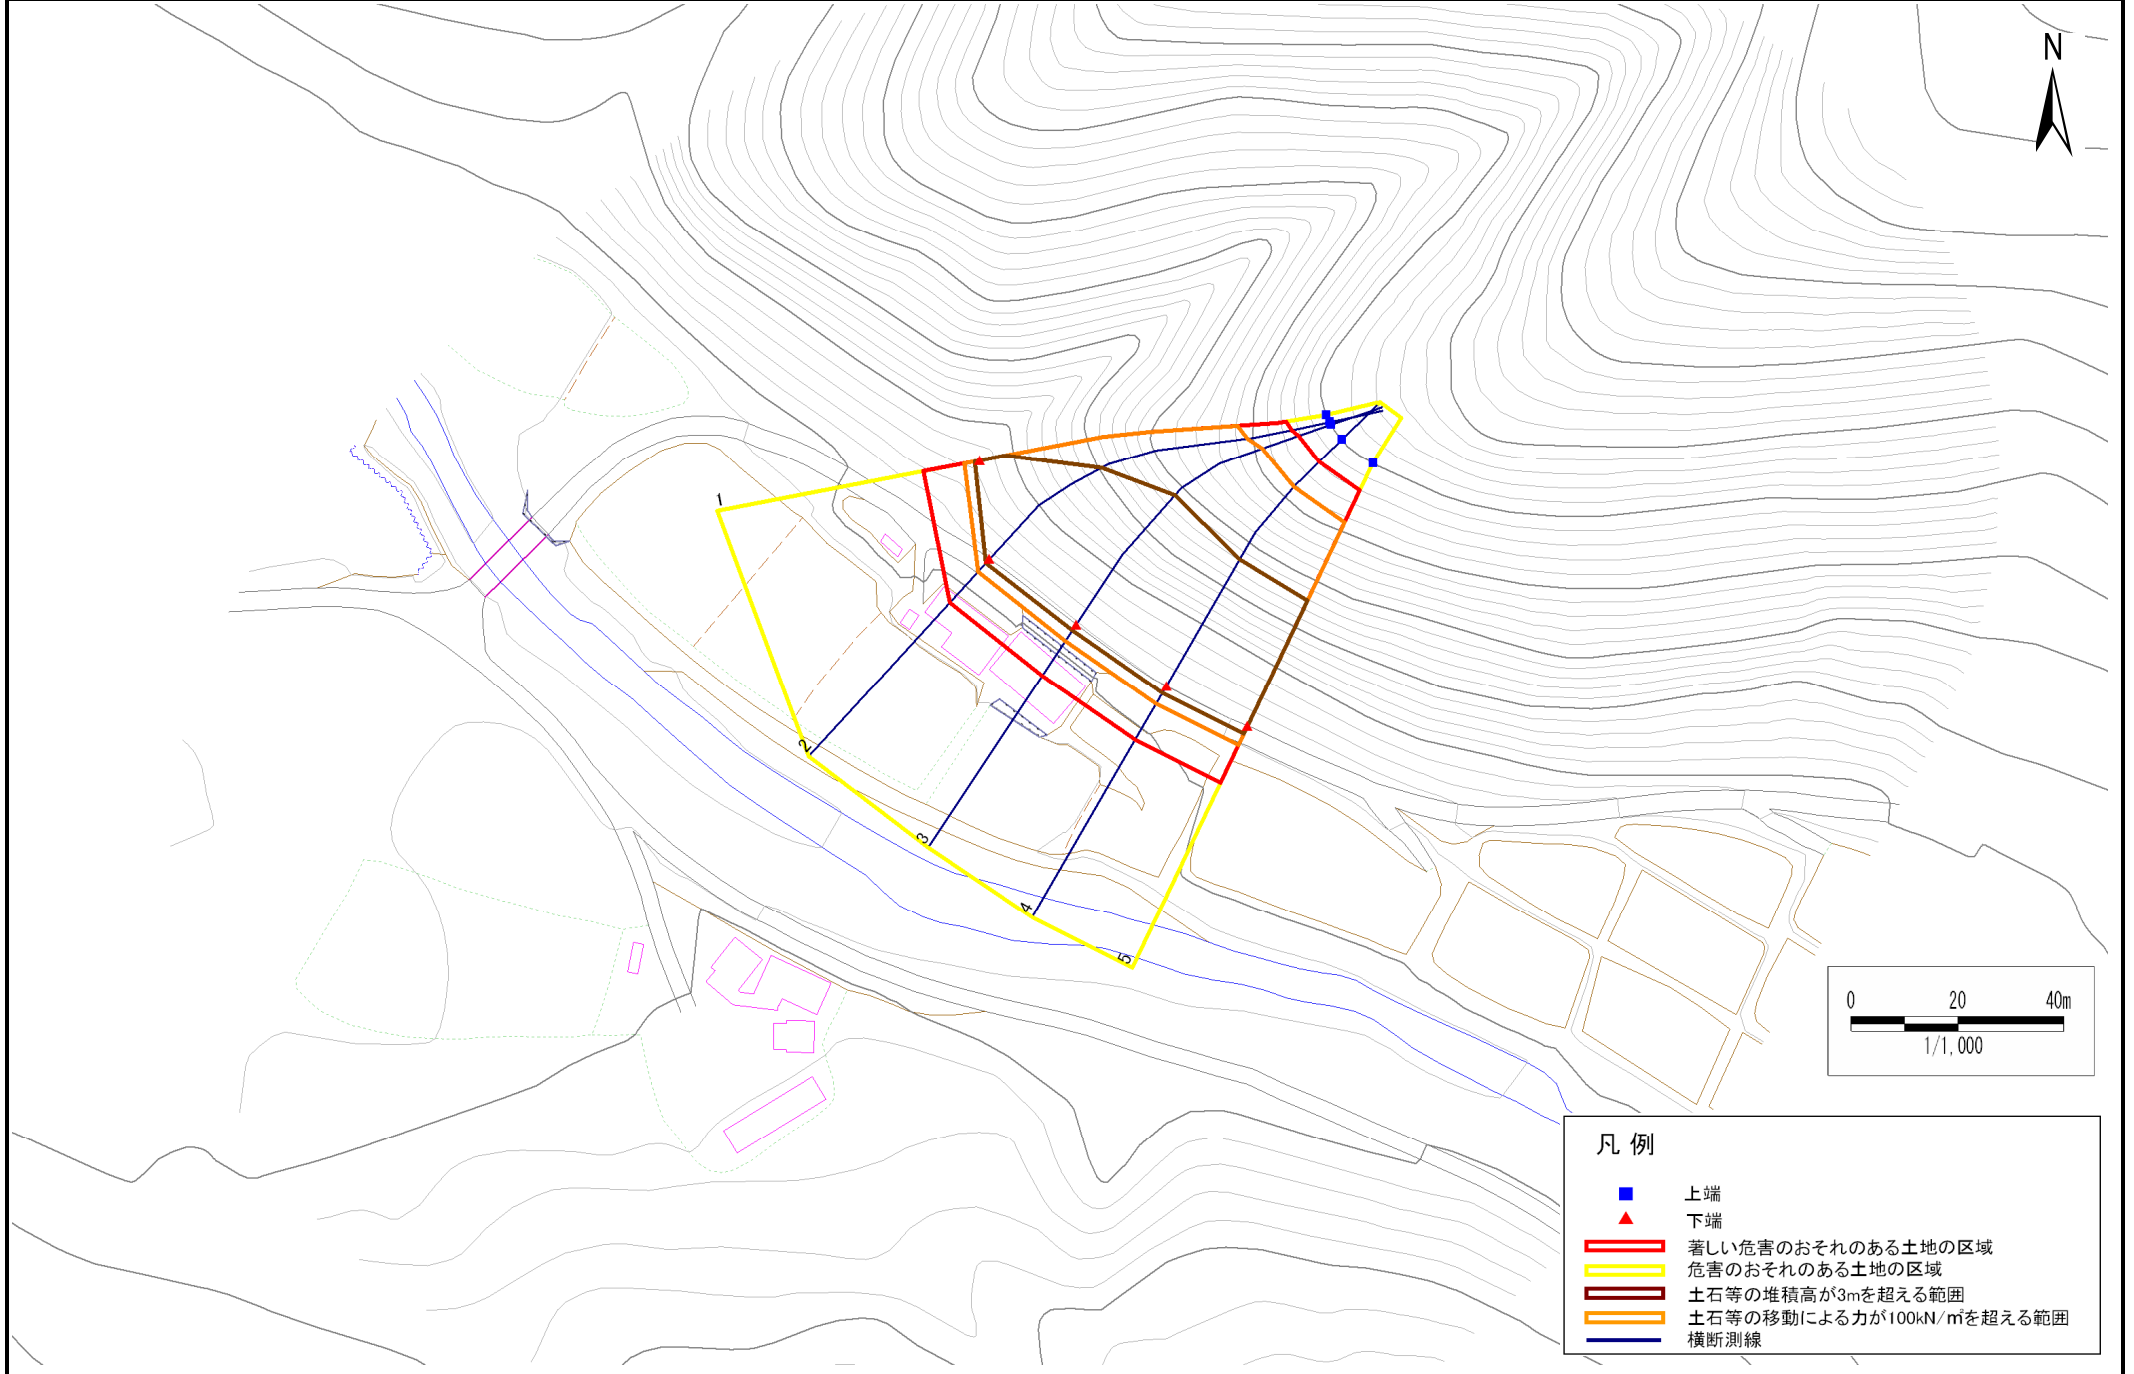 N
1
2
3
4
5
0 20 40m
1/1,000
凡 例
上端
下端
著しい危害のおそれのある土地の区域
危害のおそれのある土地の区域
土石等の堆積高が3mを超える範囲
土石等の移動による力が100kN/㎡を超える範囲
横断測線